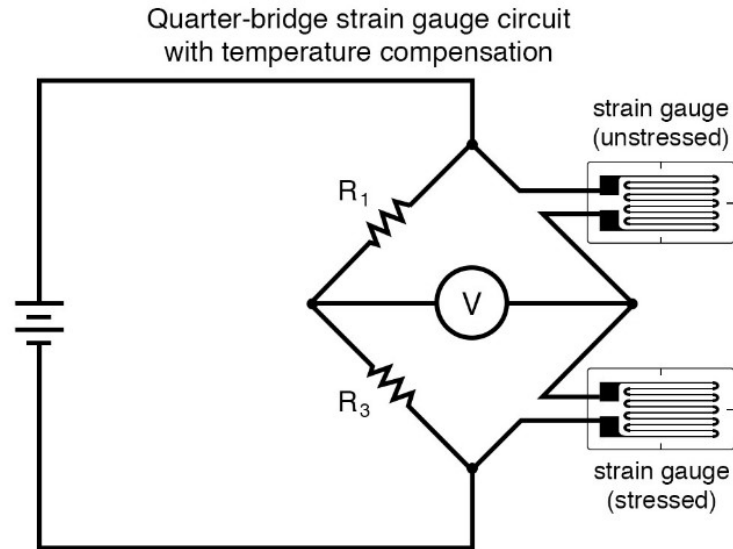 Quarter-bridge strain gauge circuit
with temperature compensation
strain gauge
(unstressed)
R1
V
R3
strain gauge
(stressed)